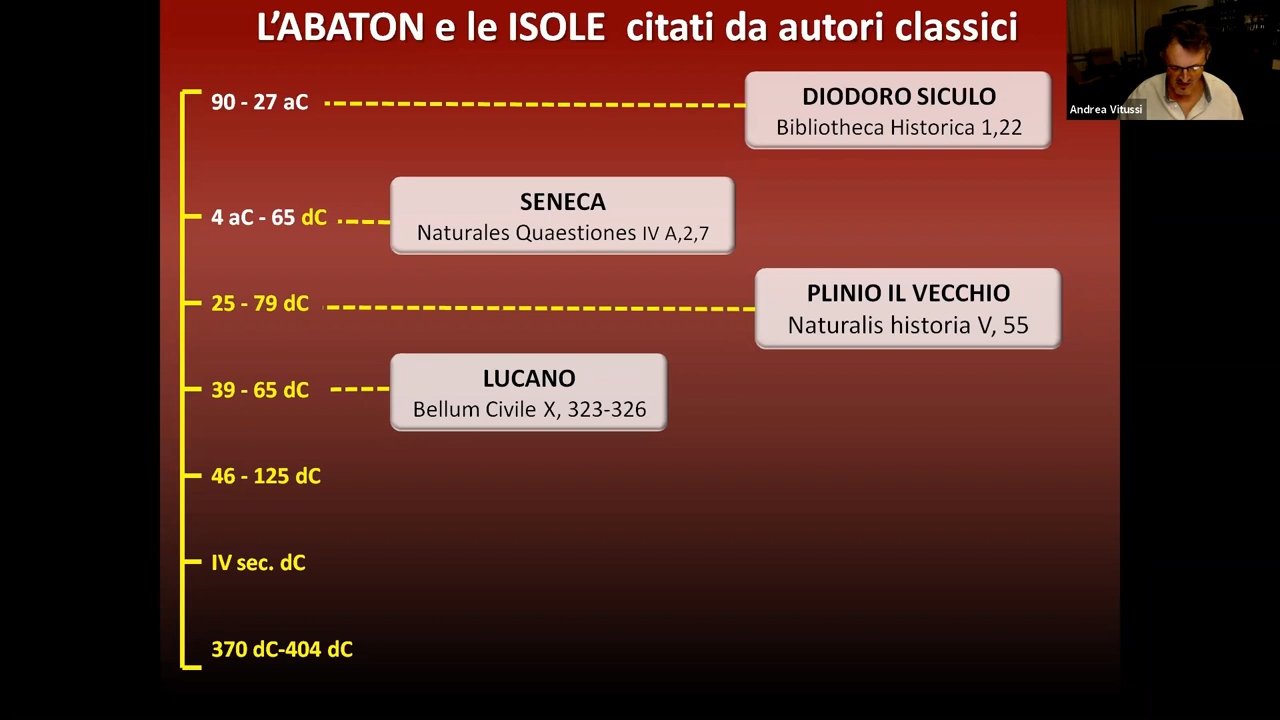 L'ABATON e le ISOLE citati da autori classici
Andrea Vitussi
90 - 27 aC
DIODORO SICULO
Bibliotheca Historica 1,22
4 aC - 65 dC
SENECA
Naturales Quaestiones IV A,2,7
25 - 79 dC
PLINIO IL VECCHIO
Naturalis historia V, 55
39 - 65 dC
LUCANO
Bellum Civile X, 323-326
46 - 125 dC
IV sec. dC
370 dC-404 dC